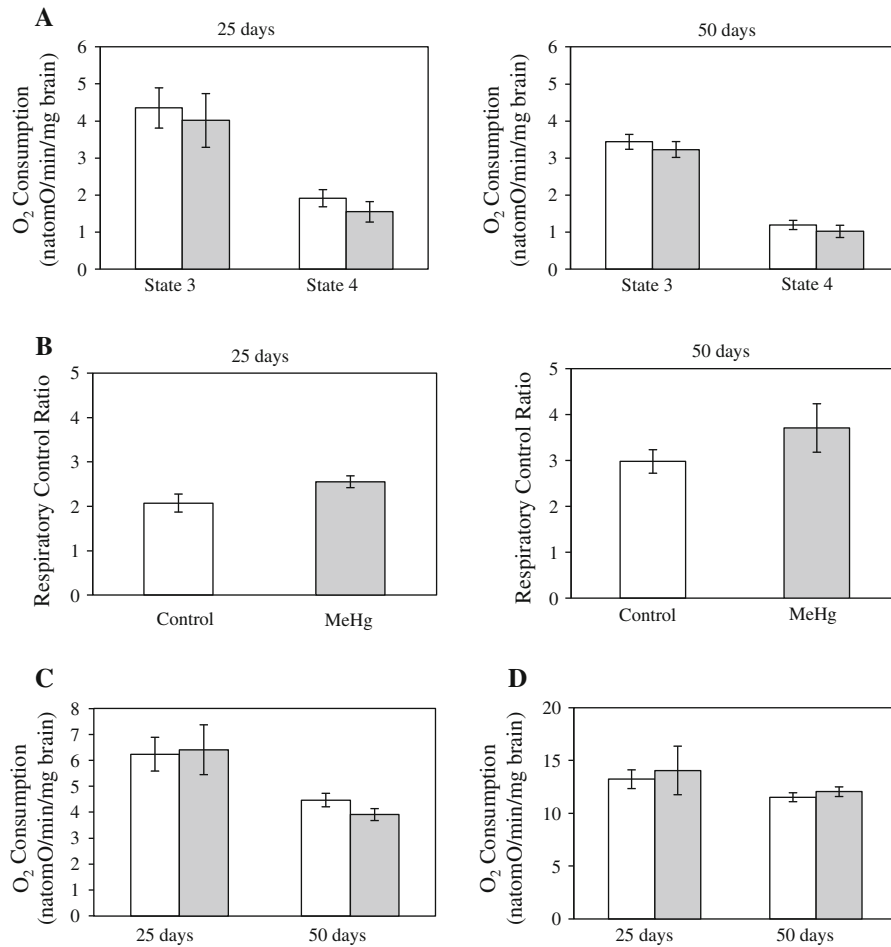 A
25 days
O2 Consumption
(natomO/min/mg brain)
6
5
4
3
2
1
0
State 3
State 4
50 days
O2 Consumption
(natomO/min/mg brain)
6
5
4
3
2
1
0
State 3
State 4
B
25 days
Respiratory Control Ratio
5
4
3
2
1
0
Control
MeHg
50 days
Respiratory Control Ratio
5
4
3
2
1
0
Control
MeHg
C
O2 Consumption
(natomO/min/mg brain)
8
7
6
5
4
3
2
1
0
25 days
50 days
D
O2 Consumption
(natomO/min/mg brain)
20
15
10
5
0
25 days
50 days